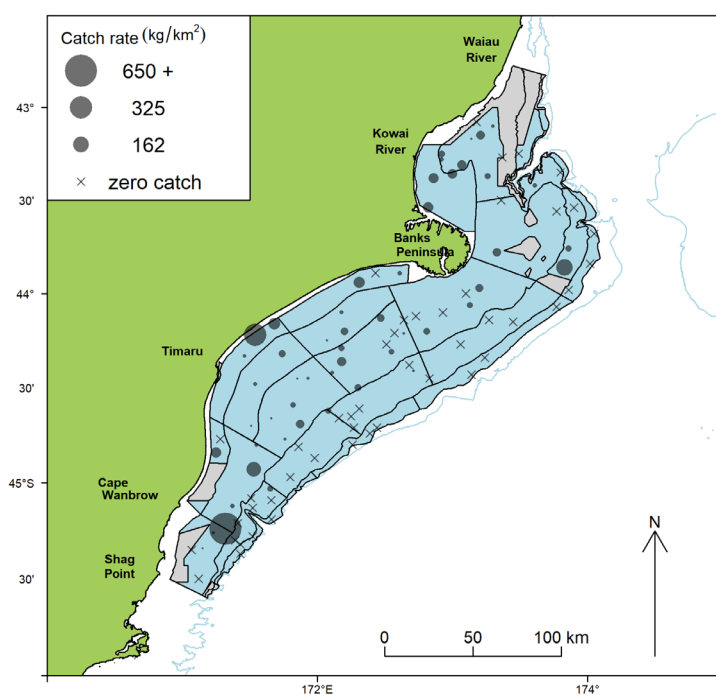 Catch rate (kg/km²)
650 +
325
162
zero catch
Waiau
River
Kowai
River
Banks
Peninsula
Timaru
Cape
Wanbrow
Shag
Point
43°
30'
44°
30'
45°S
30'
N
0 50 100 km
172°E 174°